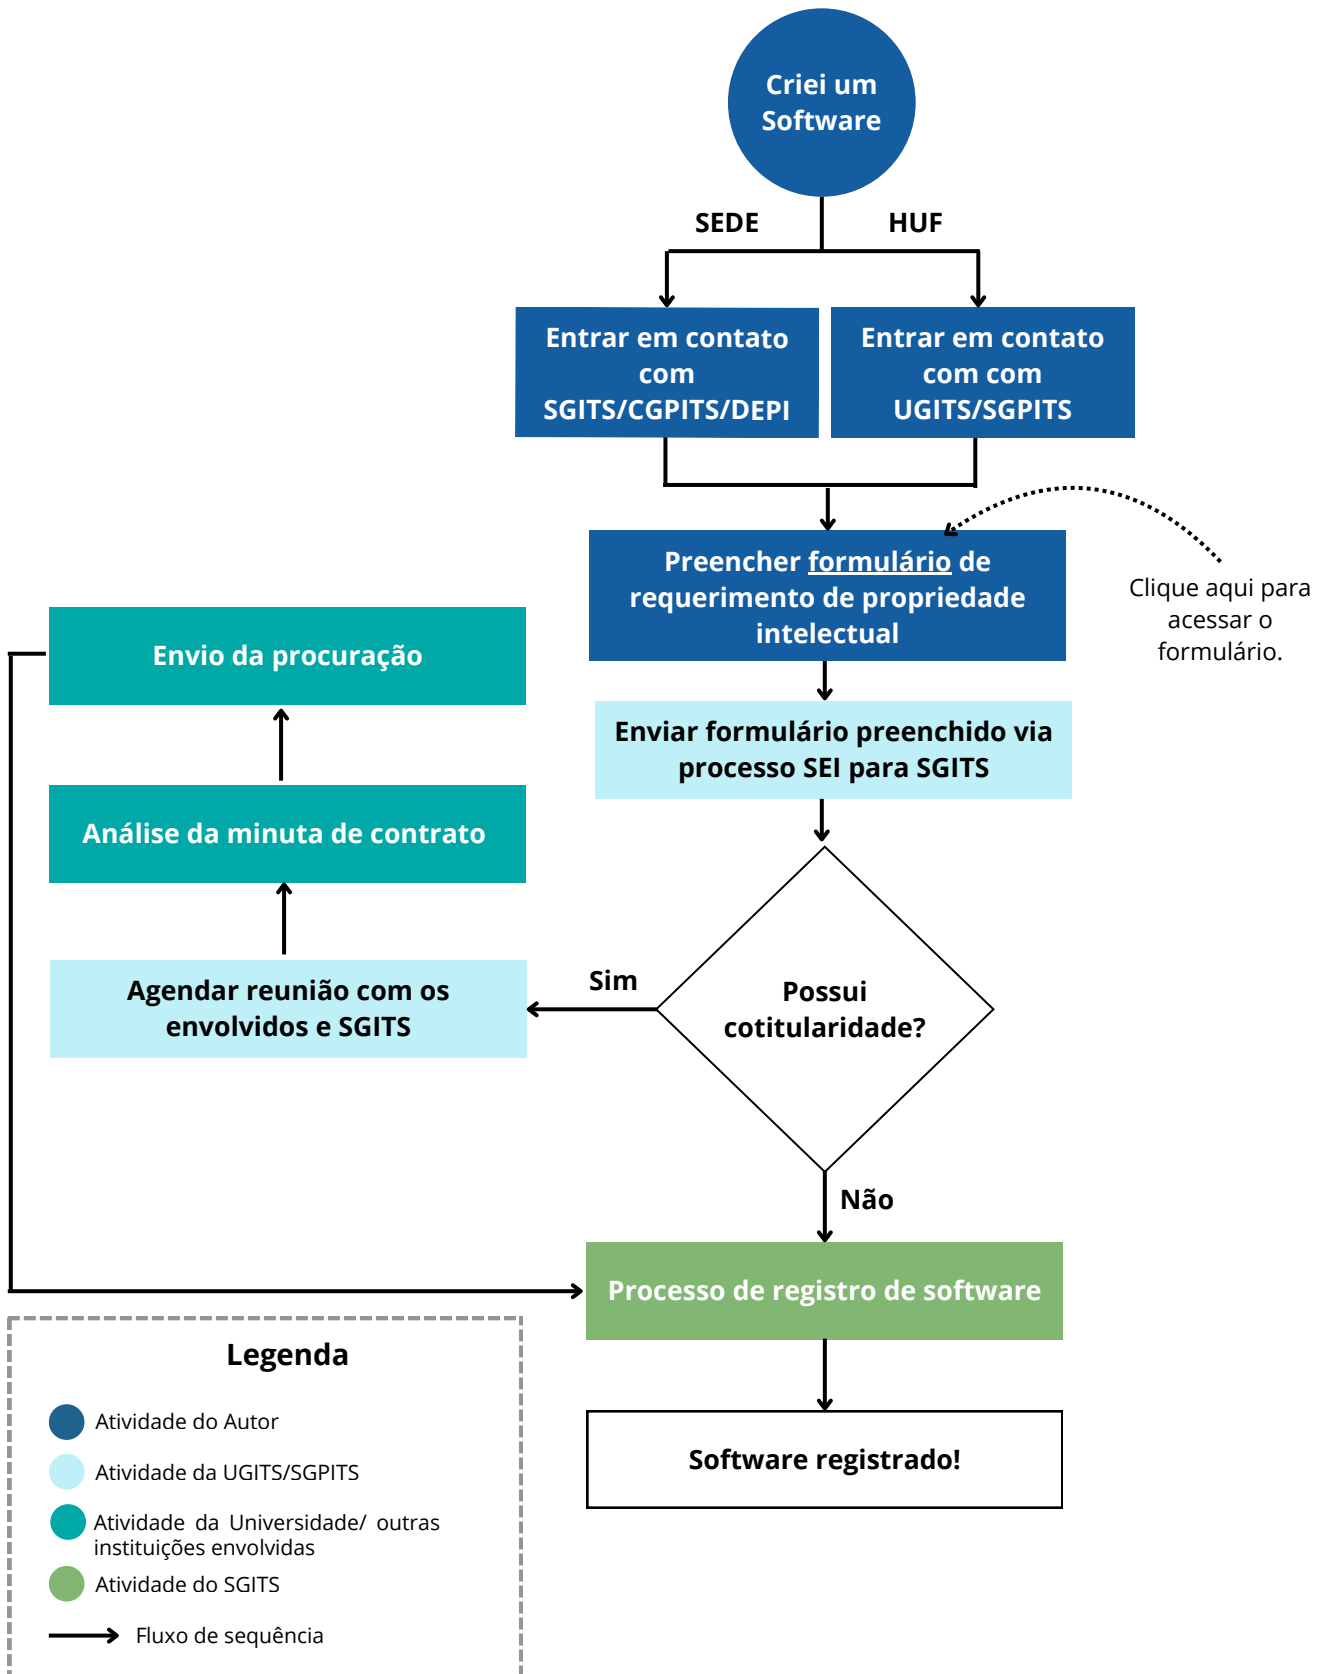 Criei um
Software
SEDE
HUF
Entrar em contato
com
SGITS/CGPITS/DEPI
Entrar em contato
com com
UGITS/SGPITS
Preencher formulário de
requerimento de propriedade
intelectual
Clique aqui para
acessar o
formulário.
Envio da procuração
Enviar formulário preenchido via
processo SEI para SGITS
Análise da minuta de contrato
Agendar reunião com os
envolvidos e SGITS
Sim
Possui
cotitularidade?
Não
Processo de registro de software
Software registrado!
Legenda
Atividade do Autor
Atividade da UGITS/SGPITS
Atividade da Universidade/ outras
instituições envolvidas
Atividade do SGITS
Fluxo de sequência